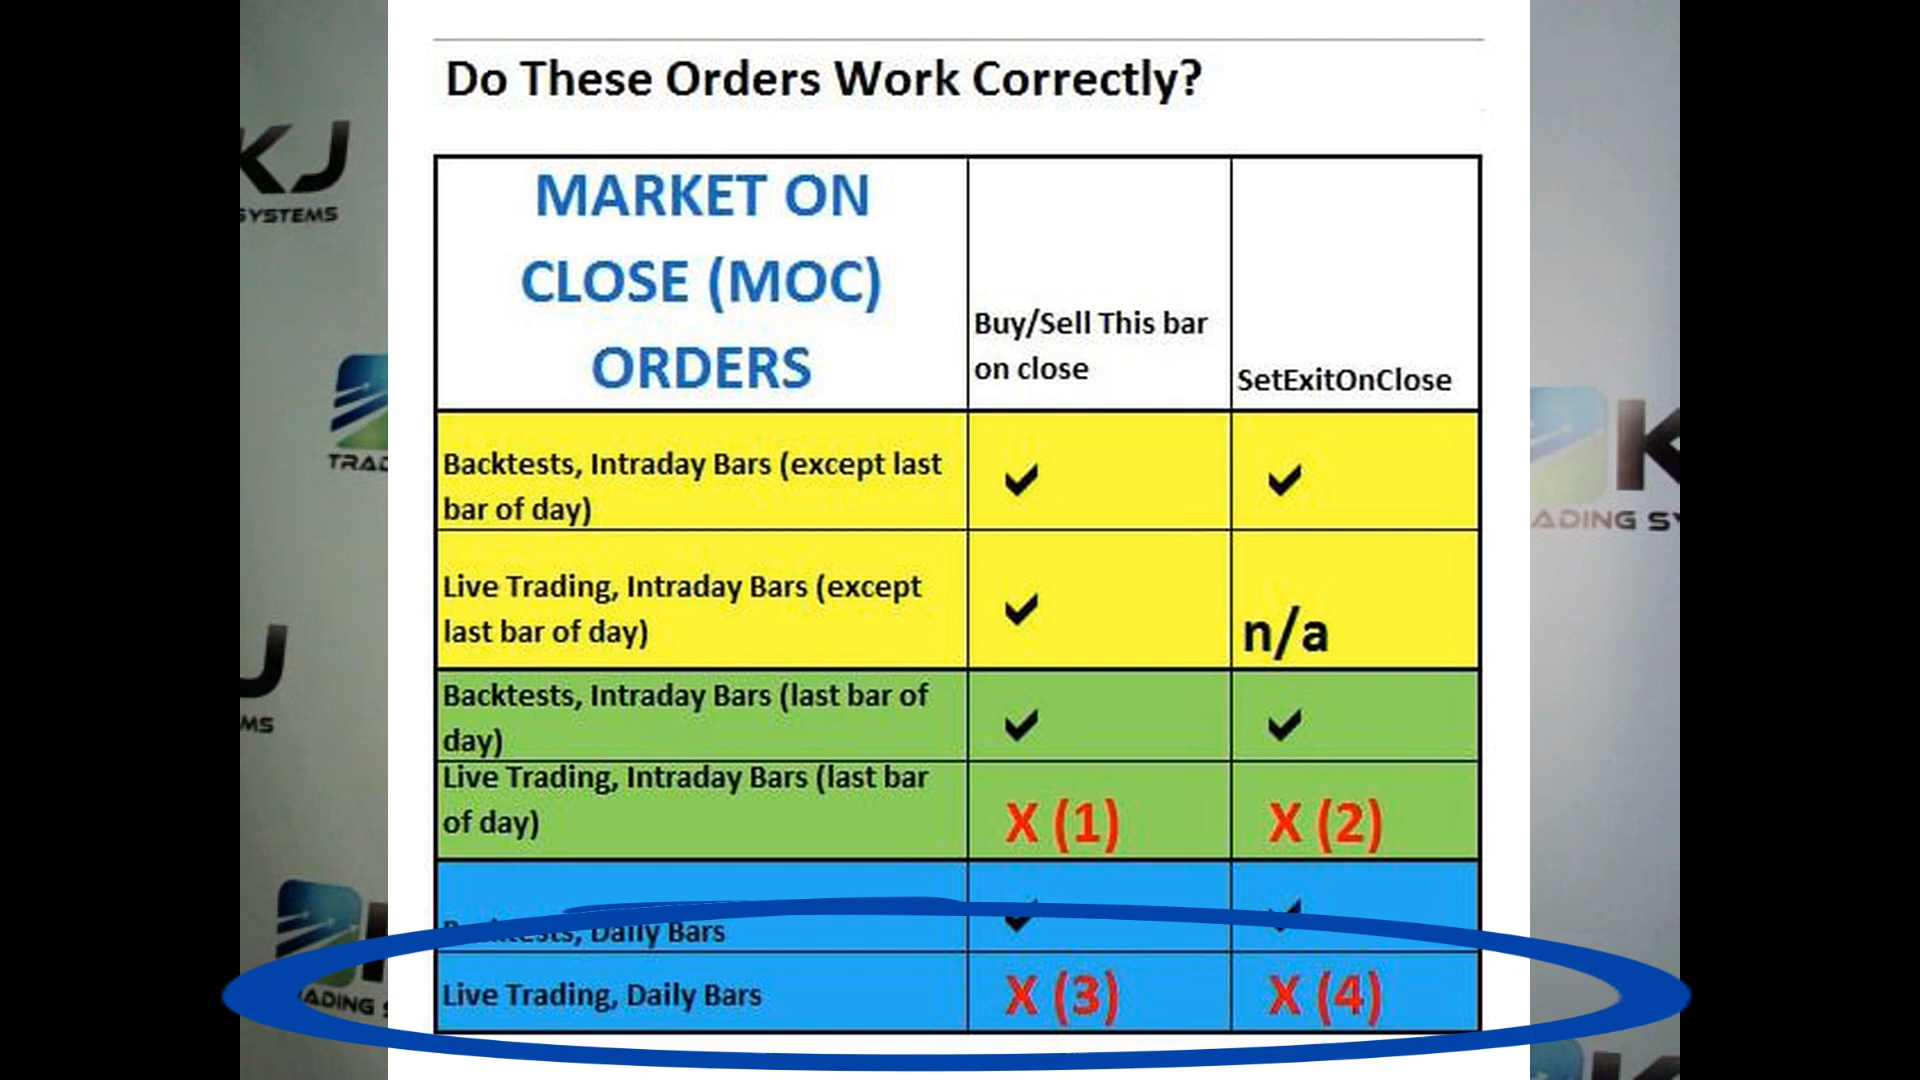 Do These Orders Work Correctly?
MARKET ON
CLOSE (MOC)
ORDERS
Buy/Sell This bar
on close
SetExitOnClose
Backtests, Intraday Bars (except last
bar of day)
✔
✔
Live Trading, Intraday Bars (except
last bar of day)
✔
n/a
Backtests, Intraday Bars (last bar of
day)
✔
✔
Live Trading, Intraday Bars (last bar
of day)
X (1)
X (2)
Backtests, Daily Bars
✔
✔
Live Trading, Daily Bars
X (3)
X (4)
KJ
SYSTEMS
TRAD
J
MS
ADING S
K
ADING SY